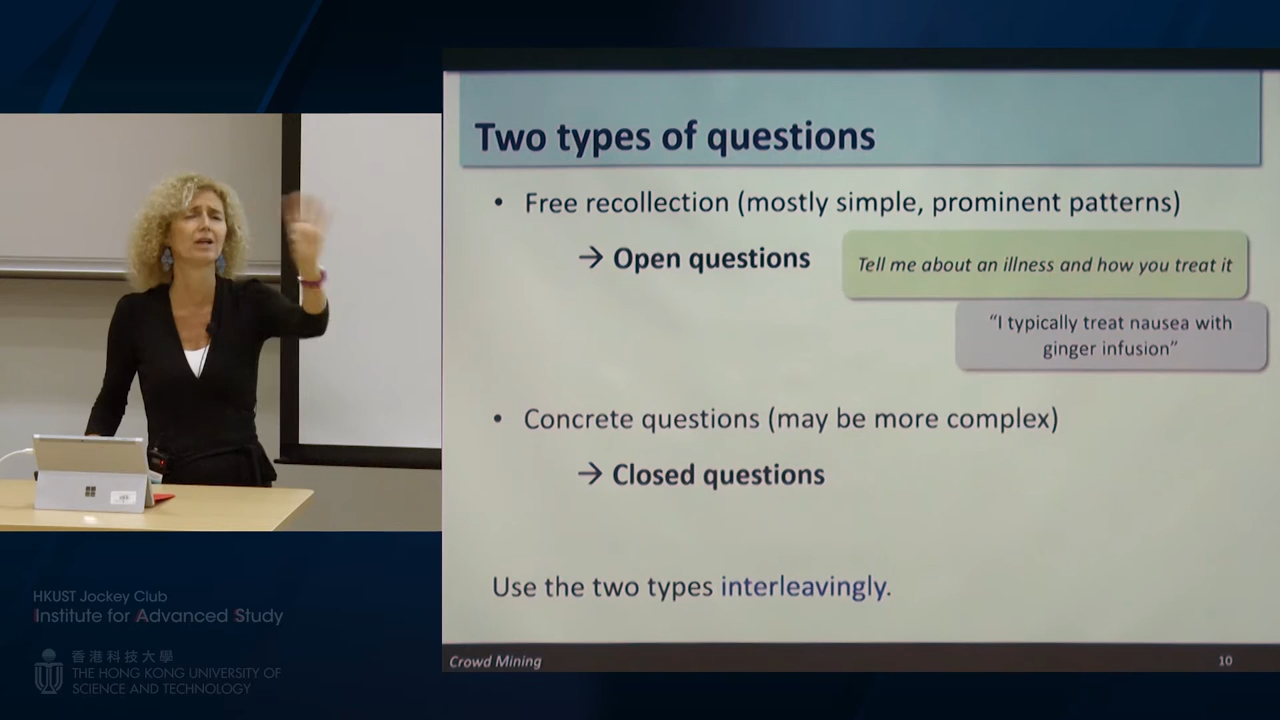 Two types of questions
• Free recollection (mostly simple, prominent patterns)
→ Open questions
Tell me about an illness and how you treat it
“I typically treat nausea with
ginger infusion”
• Concrete questions (may be more complex)
→ Closed questions
Use the two types interleavingly.
Crowd Mining
10
HKUST Jockey Club
Institute for Advanced Study
香港科技大學
THE HONG KONG UNIVERSITY OF
SCIENCE AND TECHNOLOGY